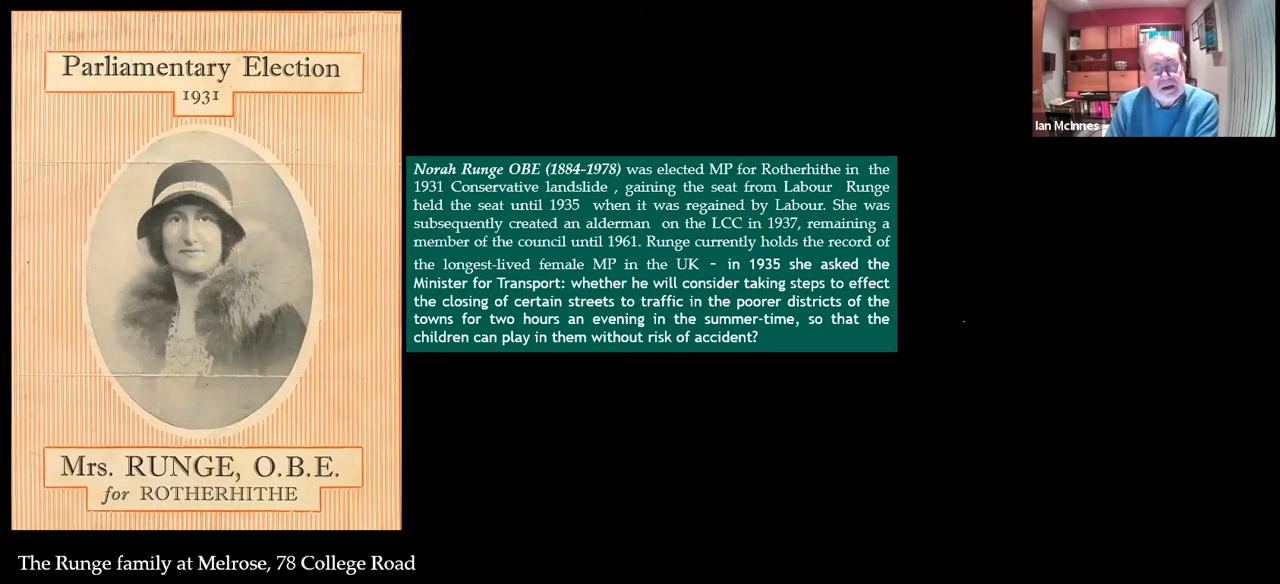 Parliamentary Election
1931
Mrs. RUNGE, O.B.E.
for ROTHERHITHE
Norah Runge OBE (1884-1978) was elected MP for Rotherhithe in the
1931 Conservative landslide , gaining the seat from Labour Runge
held the seat until 1935 when it was regained by Labour. She was
subsequently created an alderman on the LCC in 1937, remaining a
member of the council until 1961. Runge currently holds the record of
the longest-lived female MP in the UK – in 1935 she asked the
Minister for Transport: whether he will consider taking steps to effect
the closing of certain streets to traffic in the poorer districts of the
towns for two hours an evening in the summer-time, so that the
children can play in them without risk of accident?
Ian McInnes
The Runge family at Melrose, 78 College Road